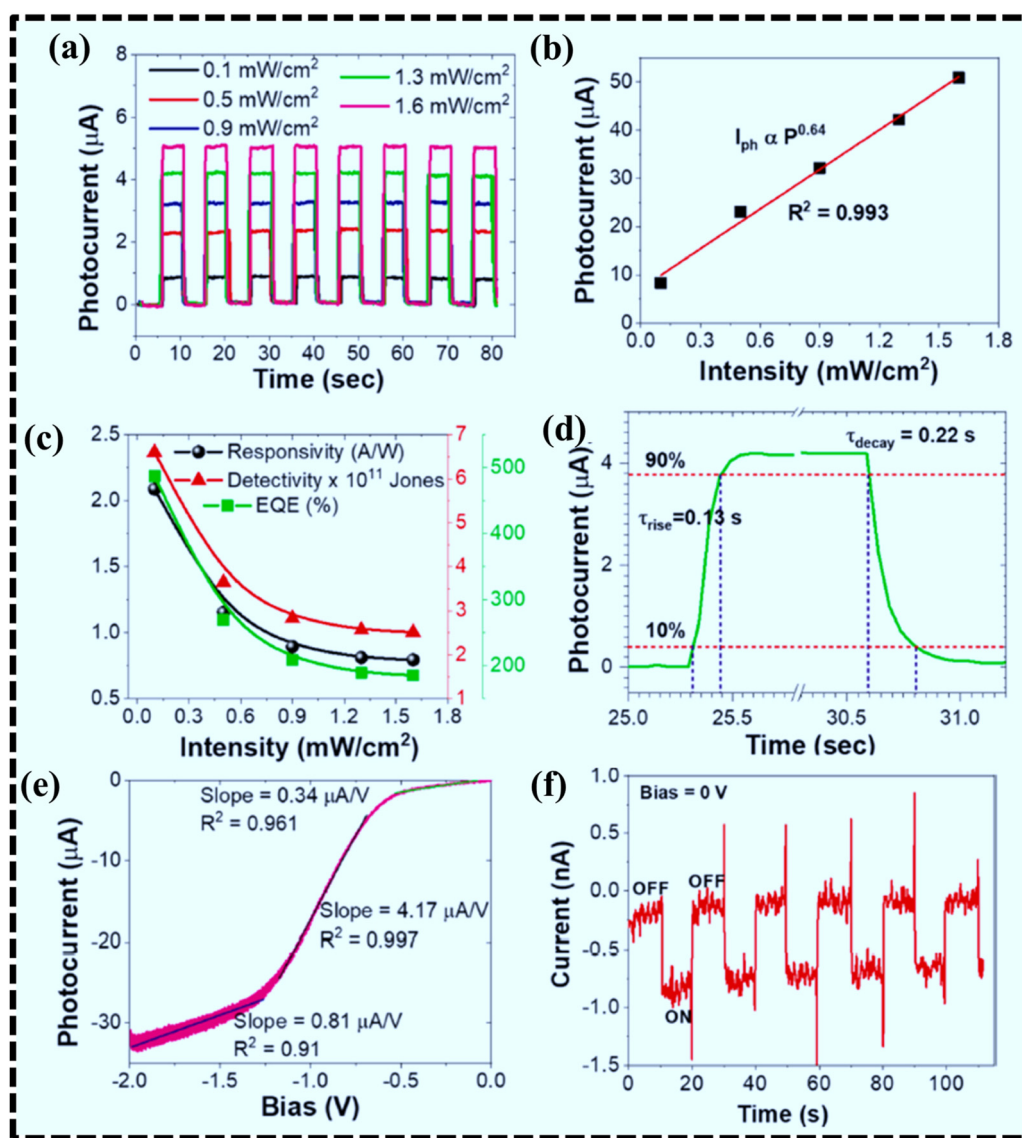 (a)
8
6
4
2
0
Photocurrent (μA)
0.1 mW/cm²
0.5 mW/cm²
0.9 mW/cm²
1.3 mW/cm²
1.6 mW/cm²
0 10 20 30 40 50 60 70 80
Time (sec)
(b)
50
40
30
20
10
0
Photocurrent (μA)
I_ph α P^0.64
R² = 0.993
0.0 0.3 0.6 0.9 1.2 1.5 1.8
Intensity (mW/cm²)
(c)
2.5
2.0
1.5
1.0
0.5
Responsivity (A/W)
Detectivity x 10¹¹ Jones
EQE (%)
7
6
5
4
3
2
1
500
400
300
200
0.0 0.3 0.6 0.9 1.2 1.5 1.8
Intensity (mW/cm²)
(d)
4
2
0
Photocurrent (μA)
90%
τ_decay = 0.22 s
τ_rise=0.13 s
10%
25.0 25.5 30.5 31.0
Time (sec)
(e)
0
-10
-20
-30
Photocurrent (μA)
Slope = 0.34 μA/V
R² = 0.961
Slope = 4.17 μA/V
R² = 0.997
Slope = 0.81 μA/V
R² = 0.91
-2.0 -1.5 -1.0 -0.5 0.0
Bias (V)
(f)
1.0
0.5
0.0
-0.5
-1.0
-1.5
Current (nA)
Bias = 0 V
OFF OFF
ON
0 20 40 60 80 100
Time (s)